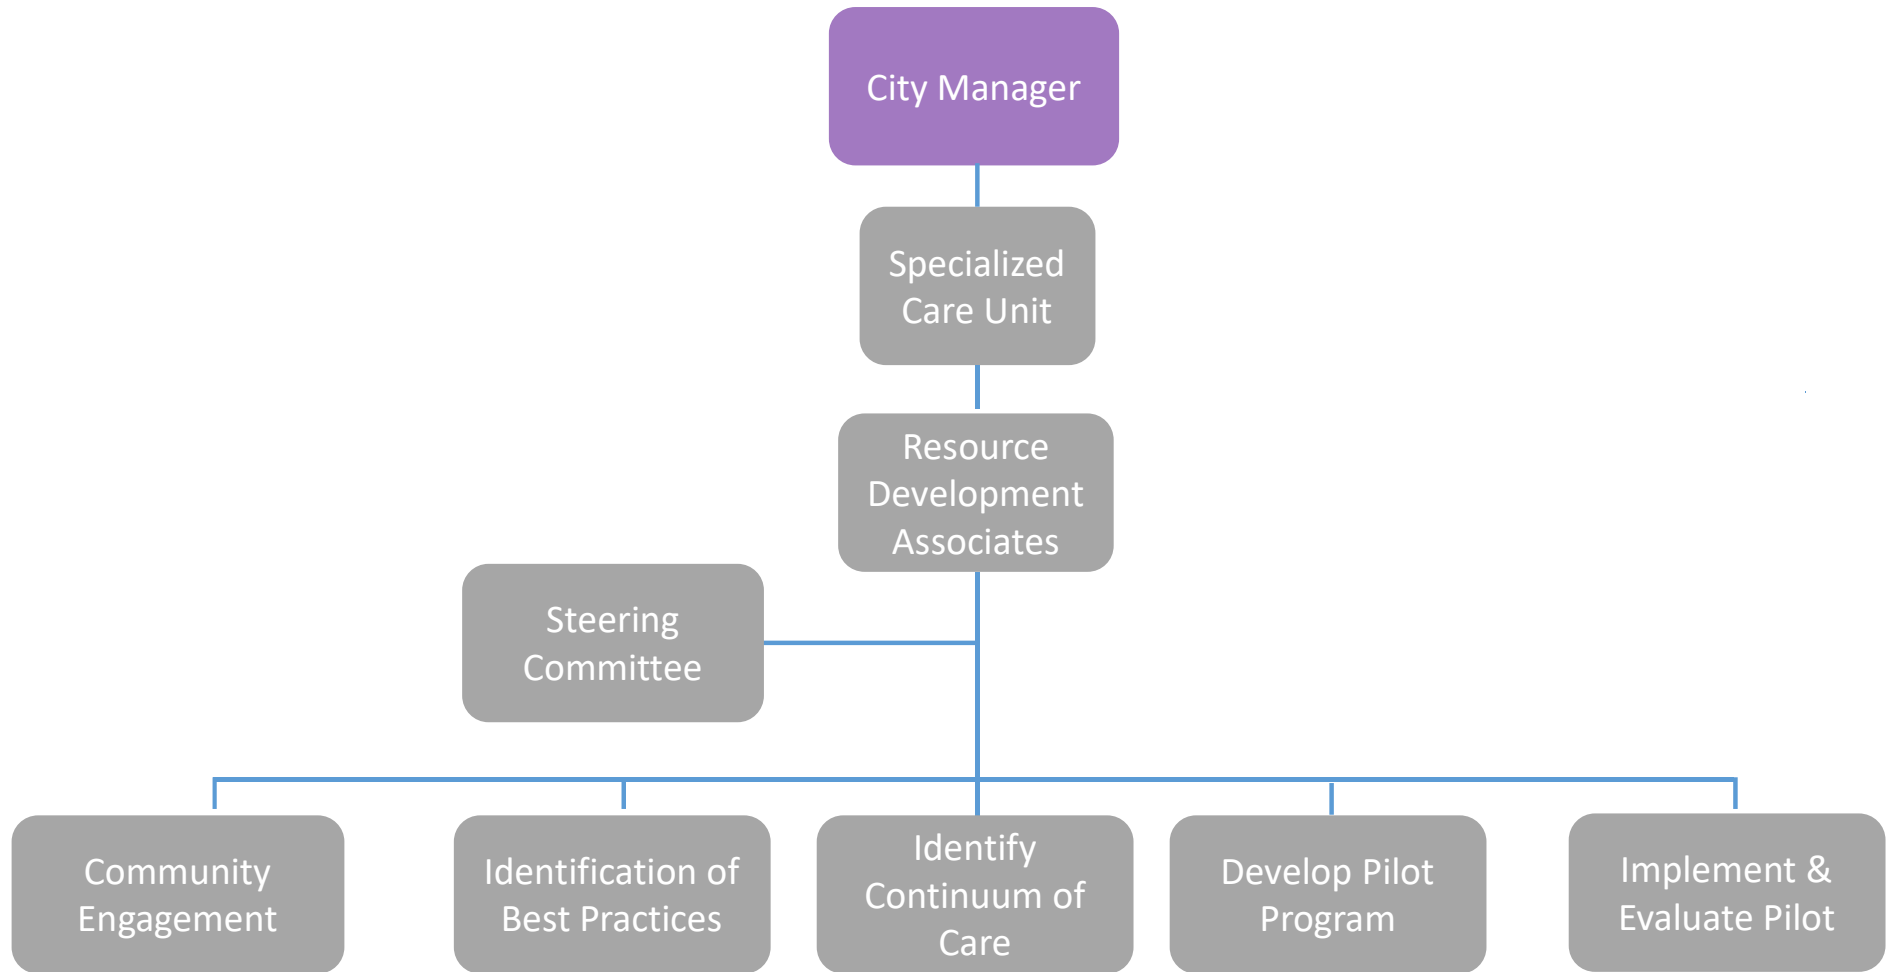 City Manager
Specialized
Care Unit
Resource
Development
Associates
Steering
Committee
Community
Engagement
Identification of
Best Practices
Identify
Continuum of
Care
Develop Pilot
Program
Implement &
Evaluate Pilot